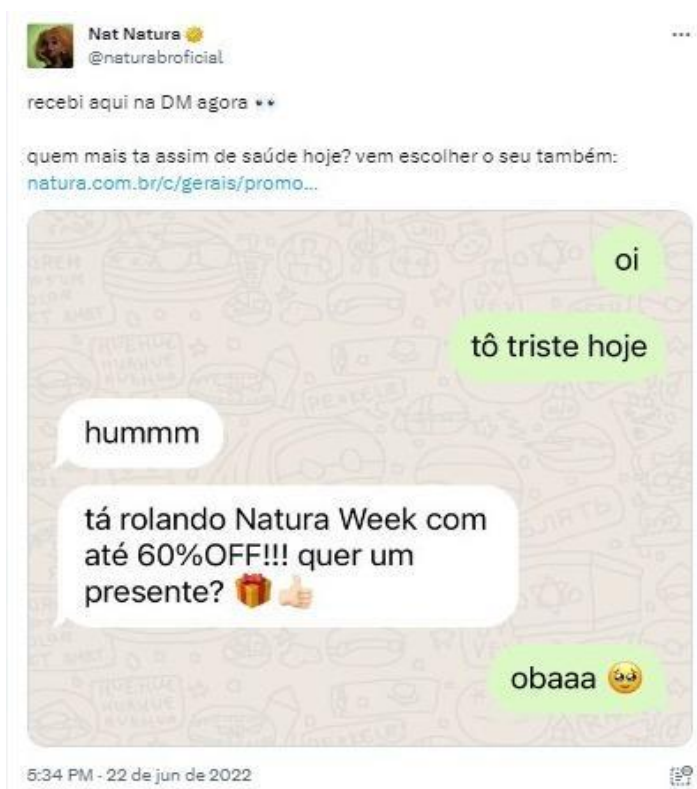 Nat Natura
@naturabroficial
recebi aqui na DM agora
quem mais ta assim de saúde hoje? vem escolher o seu também:
natura.com.br/c/gerais/promo...
oi
tô triste hoje
hummm
tá rolando Natura Week com
até 60%OFF!!! quer um
presente? 🎁👍🏻
obaaa 🥹
5:34 PM - 22 de jun de 2022